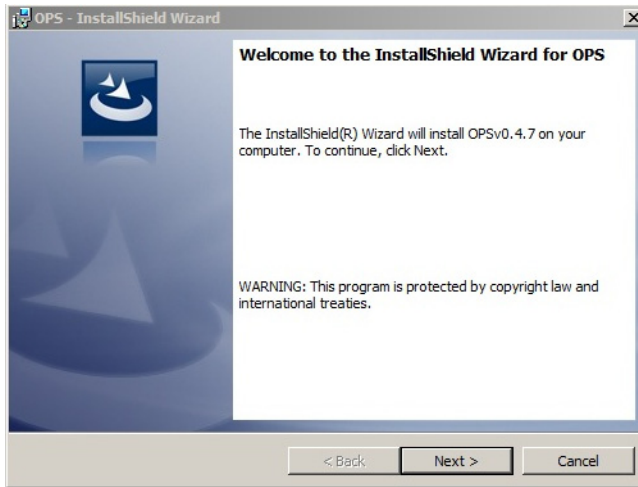 OPS - InstallShield Wizard
Welcome to the InstallShield Wizard for OPS
The InstallShield(R) Wizard will install OPSv0.4.7 on your
computer. To continue, click Next.
WARNING: This program is protected by copyright law and
international treaties.
< Back
Next >
Cancel